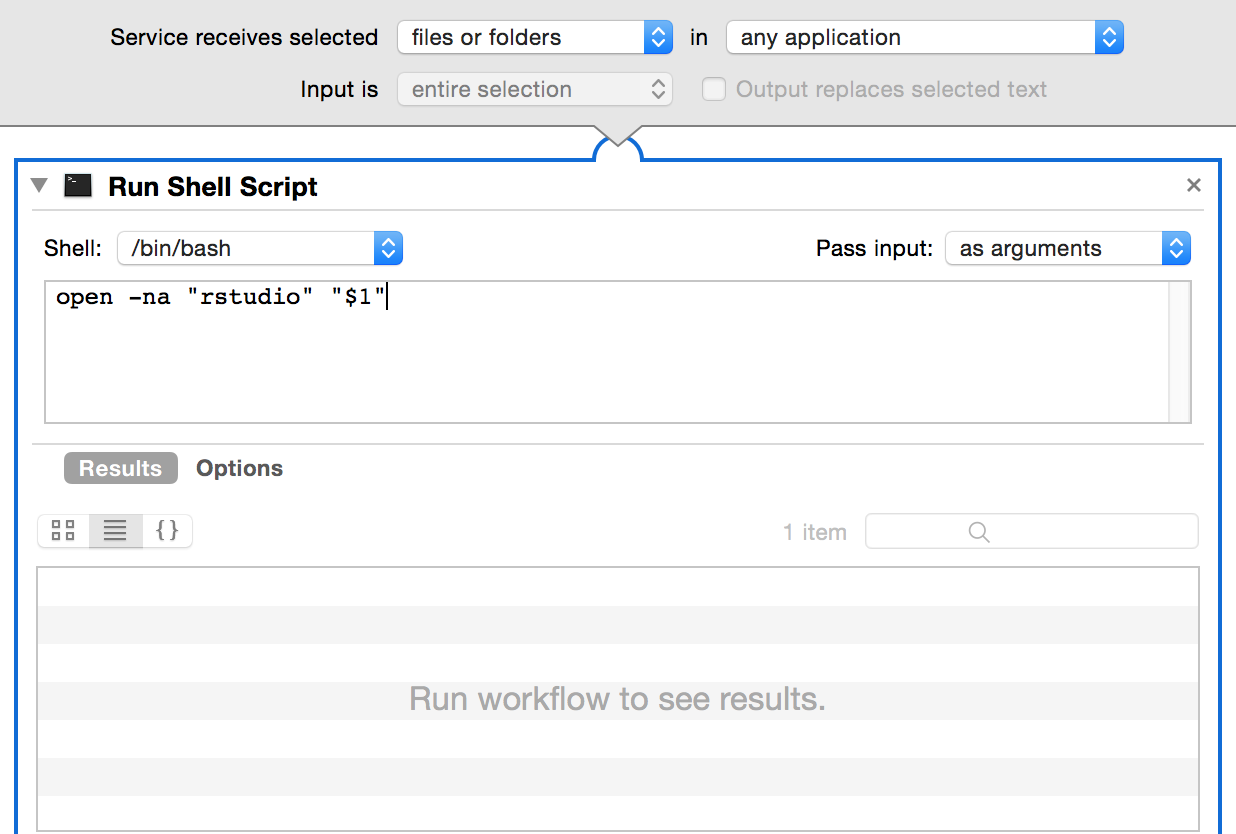 Service receives selected files or folders in any application
Input is entire selection Output replaces selected text
Run Shell Script
Shell: /bin/bash Pass input: as arguments
open -na "rstudio" "$1"
Results Options
1 item
Run workflow to see results.